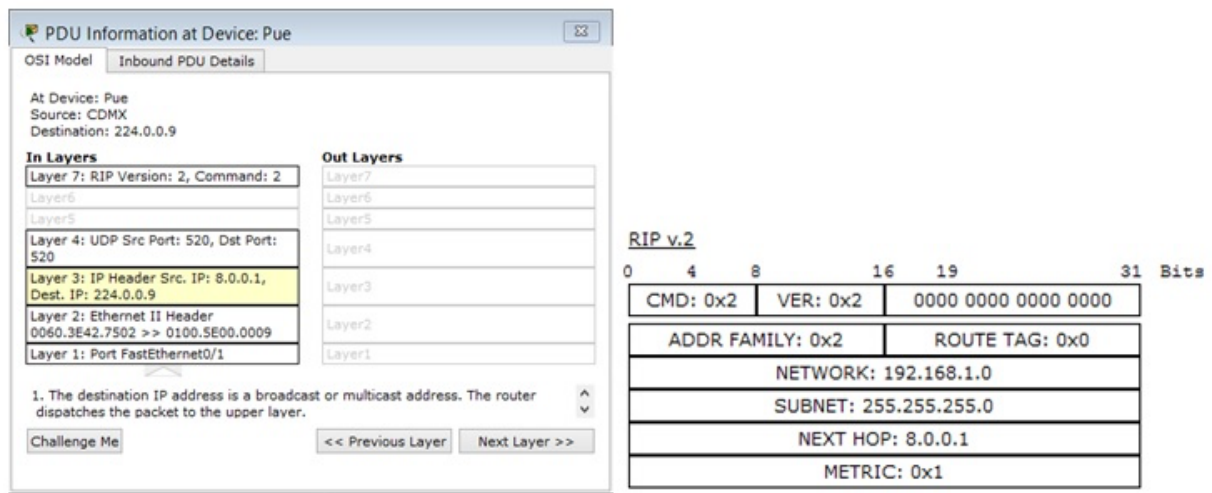 PDU Information at Device: Pue
OSI Model
Inbound PDU Details
At Device: Pue
Source: CDMX
Destination: 224.0.0.9
In Layers
Layer 7: RIP Version: 2, Command: 2
Layer6
Layer5
Layer 4: UDP Src Port: 520, Dst Port:
520
Layer 3: IP Header Src. IP: 8.0.0.1,
Dest. IP: 224.0.0.9
Layer 2: Ethernet II Header
0060.3E42.7502 >> 0100.5E00.0009
Layer 1: Port FastEthernet0/1
Out Layers
Layer7
Layer6
Layer5
Layer4
Layer3
Layer2
Layer1
1. The destination IP address is a broadcast or multicast address. The router
dispatches the packet to the upper layer.
Challenge Me
<< Previous Layer
Next Layer >>
RIP v.2
0 4 8 16 19 31 Bits
CMD: 0x2 VER: 0x2 0000 0000 0000 0000
ADDR FAMILY: 0x2 ROUTE TAG: 0x0
NETWORK: 192.168.1.0
SUBNET: 255.255.255.0
NEXT HOP: 8.0.0.1
METRIC: 0x1